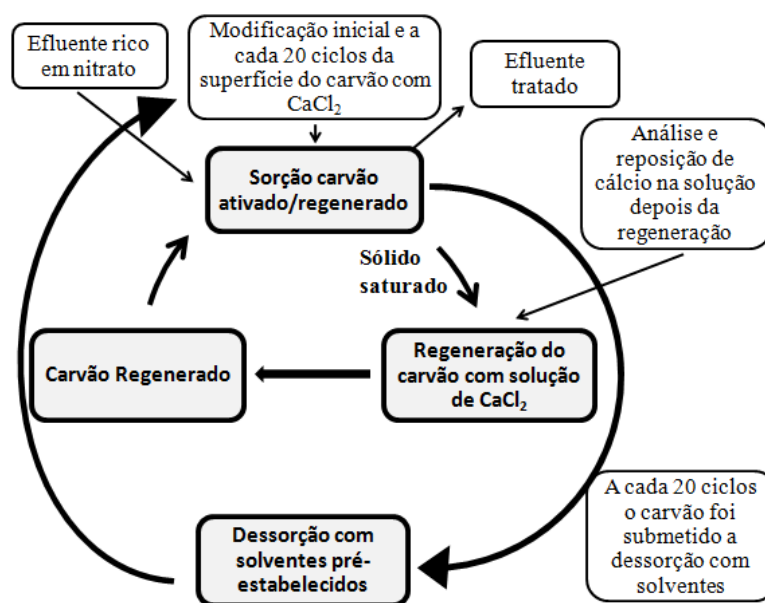 Efluente rico
em nitrato
Modificação inicial e a
cada 20 ciclos da
superfície do carvão com
CaCl₂
Efluente
tratado
Análise e
reposição de
cálcio na solução
depois da
regeneração
Sorção carvão
ativado/regenerado
Sólido
saturado
Carvão Regenerado
Regeneração do
carvão com solução
de CaCl₂
Dessorção com
solventes pré-
estabelecidos
A cada 20 ciclos
o carvão foi
submetido a
dessorção com
solventes